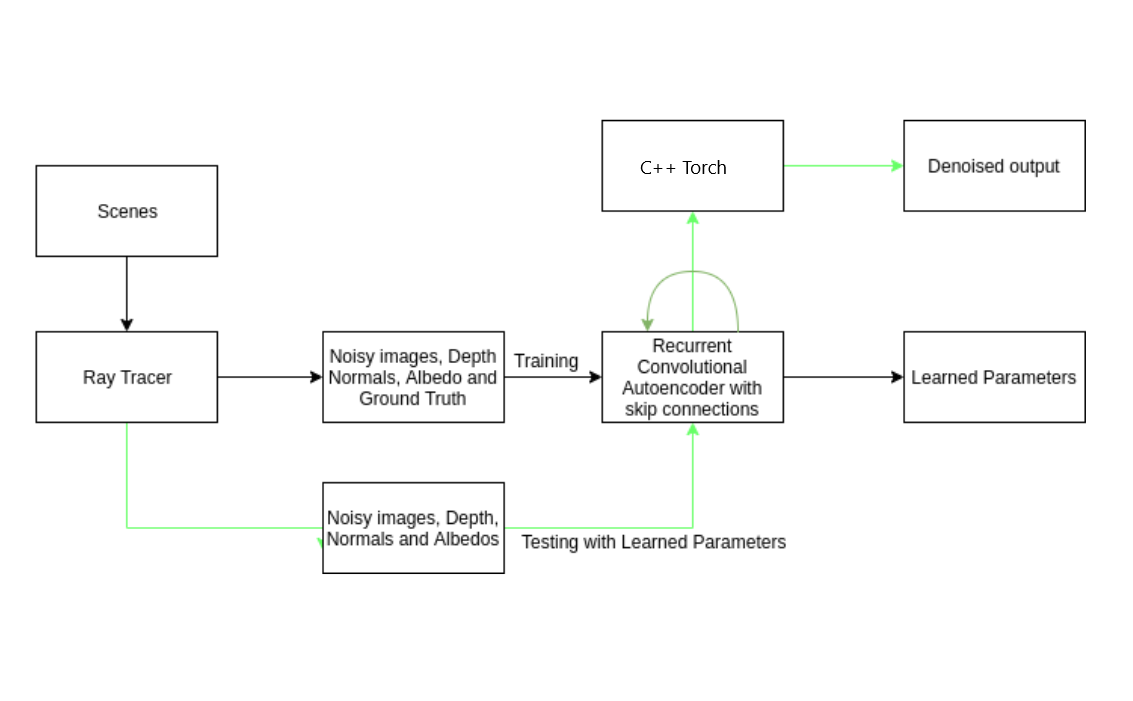 C++ Torch
Denoised output
Scenes
Ray Tracer
Noisy images, Depth
Normals, Albedo and
Ground Truth
Training
Recurrent
Convolutional
Autoencoder with
skip connections
Learned Parameters
Noisy images, Depth,
Normals and Albedos
Testing with Learned Parameters